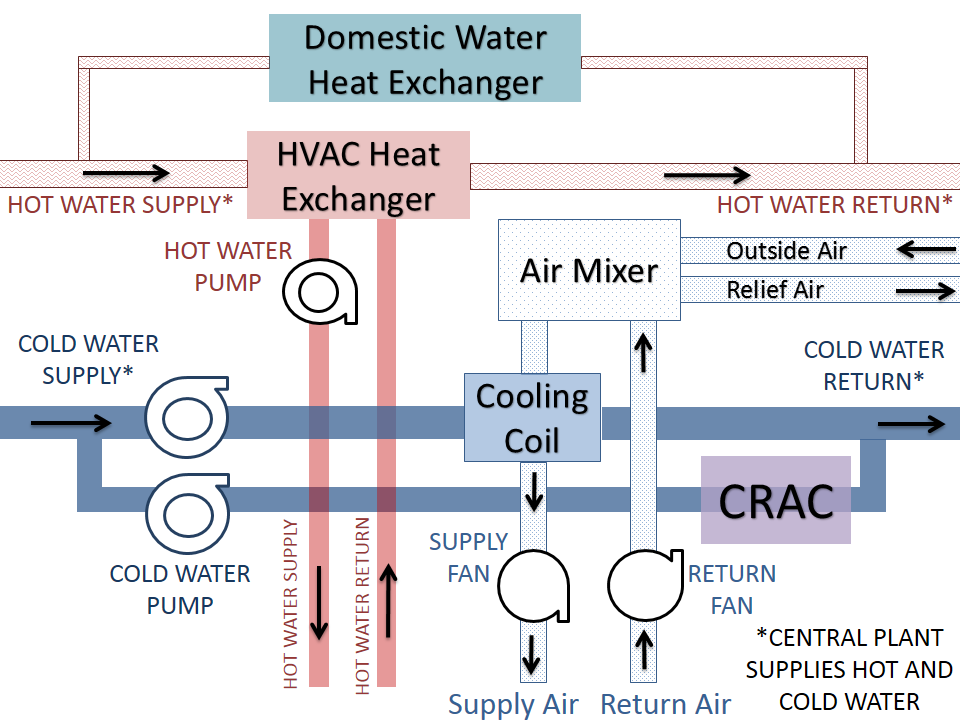 Domestic Water
Heat Exchanger
HVAC Heat
Exchanger
HOT WATER SUPPLY*
HOT WATER RETURN*
HOT WATER
PUMP
Air Mixer
Outside Air
Relief Air
COLD WATER
SUPPLY*
COLD WATER
RETURN*
Cooling
Coil
CRAC
COLD WATER
PUMP
HOT WATER SUPPLY
HOT WATER RETURN
SUPPLY
FAN
RETURN
FAN
Supply Air
Return Air
*CENTRAL PLANT
SUPPLIES HOT AND
COLD WATER